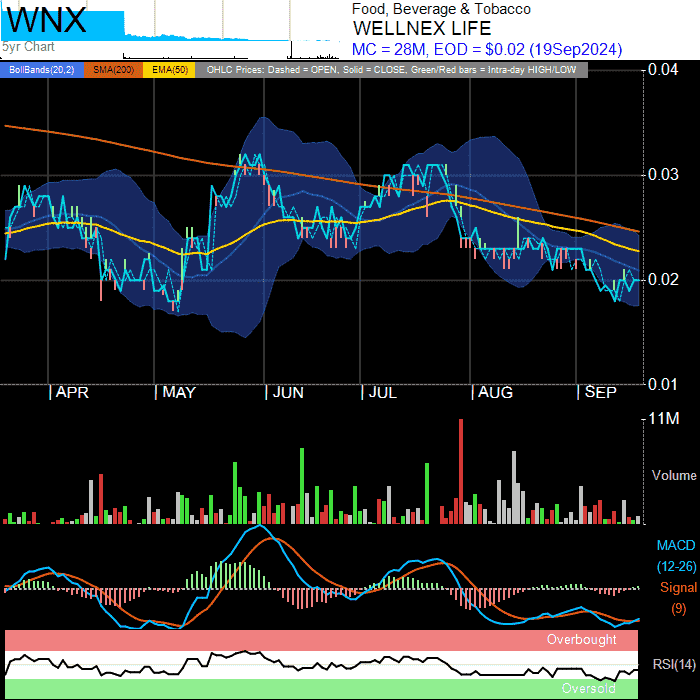 WNX
5yr Chart
Food, Beverage & Tobacco
WELLNEX LIFE
MC = 28M, EOD = $0.02 (19Sep2024)
BollBands(20,2) SMA(200) EMA(50) OHLC Prices: Dashed = OPEN, Solid = CLOSE, Green/Red bars = Intra-day HIGH/LOW
0.04
0.03
0.02
0.01
APR MAY JUN JUL AUG SEP
11M
Volume
MACD
(12-26)
Signal
(9)
Overbought
RSI(14)
Oversold